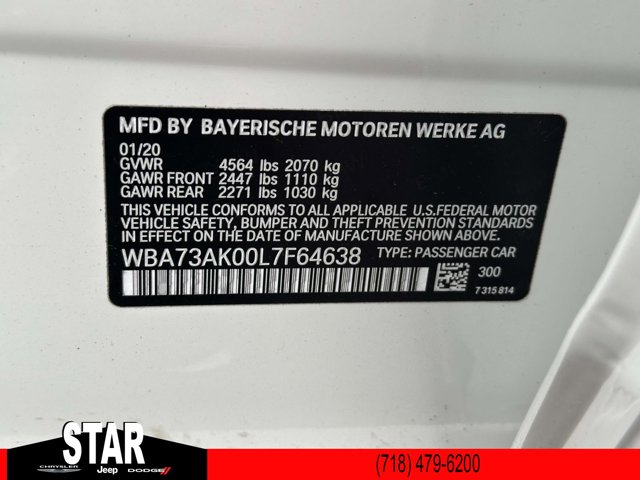 MFD BY BAYERISCHE MOTOREN WERKE AG
01/20
GVWR 4564 lbs 2070 kg
GAWR FRONT 2447 lbs 1110 kg
GAWR REAR 2271 lbs 1030 kg
THIS VEHICLE CONFORMS TO ALL APPLICABLE U.S.FEDERAL MOTOR
VEHICLE SAFETY, BUMPER AND THEFT PREVENTION STANDARDS
IN EFFECT ON THE DATE OF MANUFACTURE SHOWN ABOVE.
WBA73AK00L7F64638 TYPE: PASSENGER CAR
300
7 315 814
STAR
CHRYSLER Jeep DODGE
(718) 479-6200